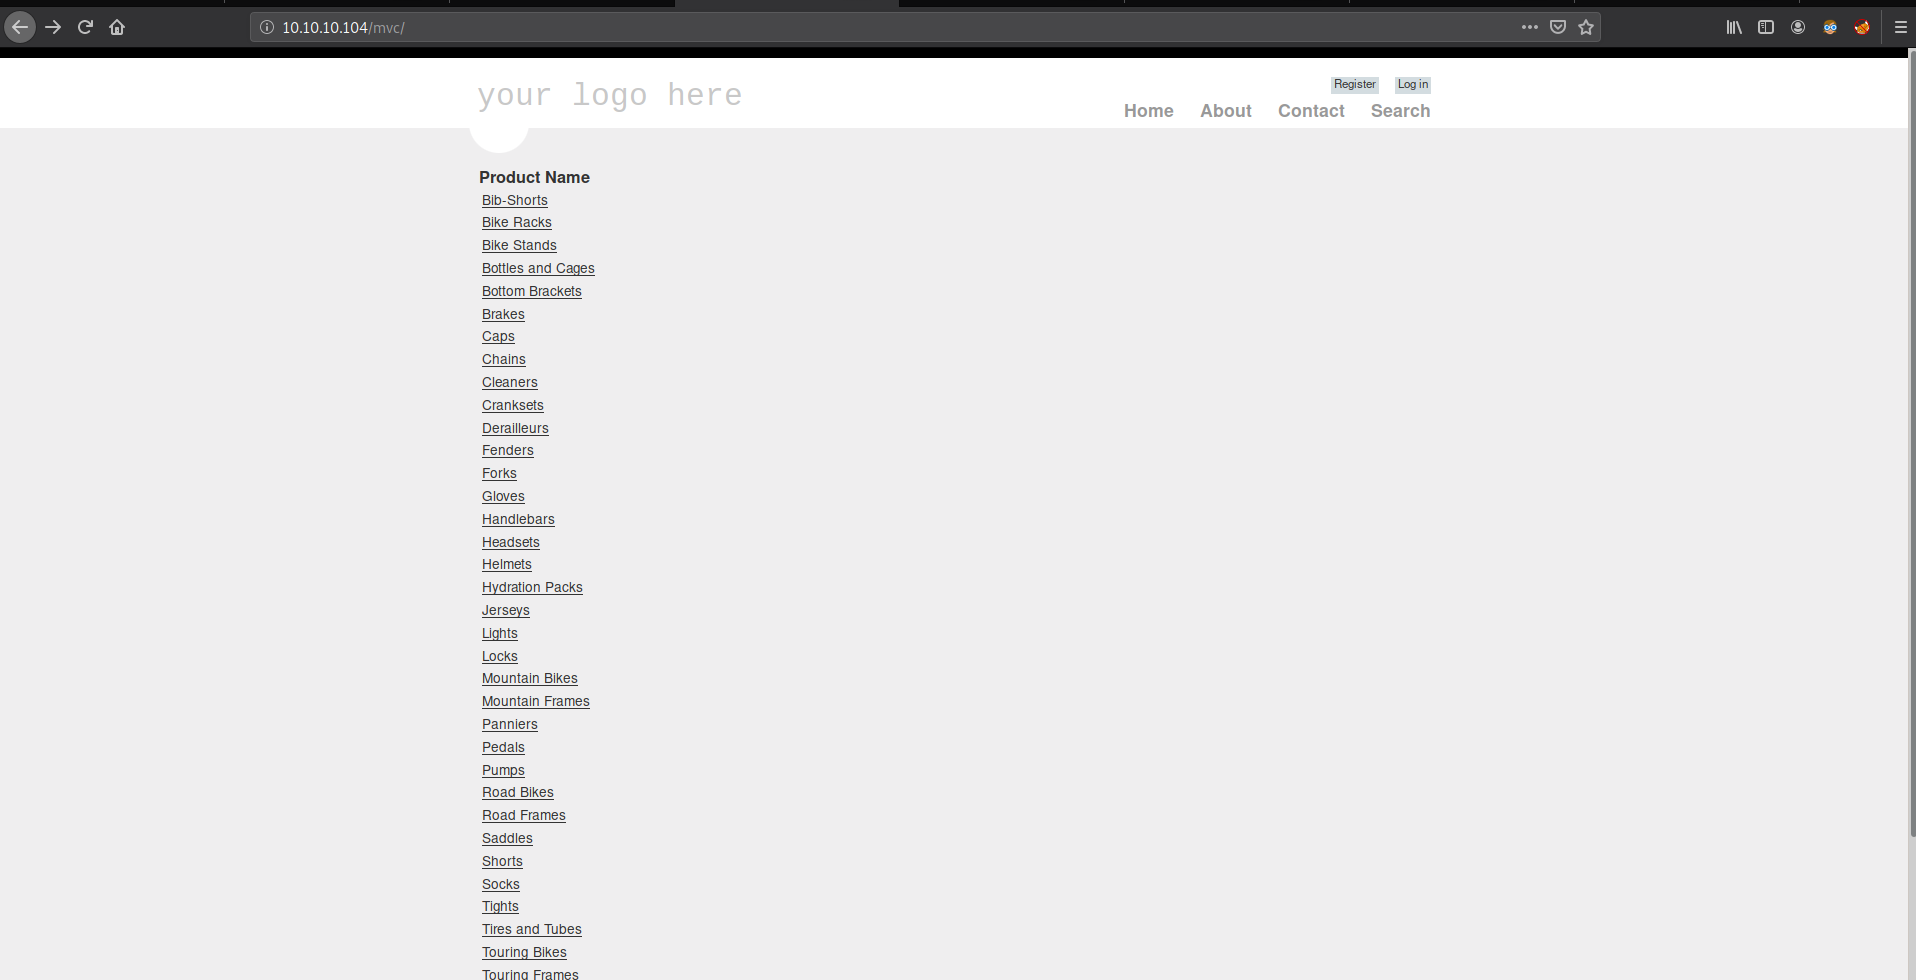 10.10.10.104/mvc/
your logo here
Register Log in
Home About Contact Search
Product Name
Bib-Shorts
Bike Racks
Bike Stands
Bottles and Cages
Bottom Brackets
Brakes
Caps
Chains
Cleaners
Cranksets
Derailleurs
Fenders
Forks
Gloves
Handlebars
Headsets
Helmets
Hydration Packs
Jerseys
Lights
Locks
Mountain Bikes
Mountain Frames
Panniers
Pedals
Pumps
Road Bikes
Road Frames
Saddles
Shorts
Socks
Tights
Tires and Tubes
Touring Bikes
Touring Frames